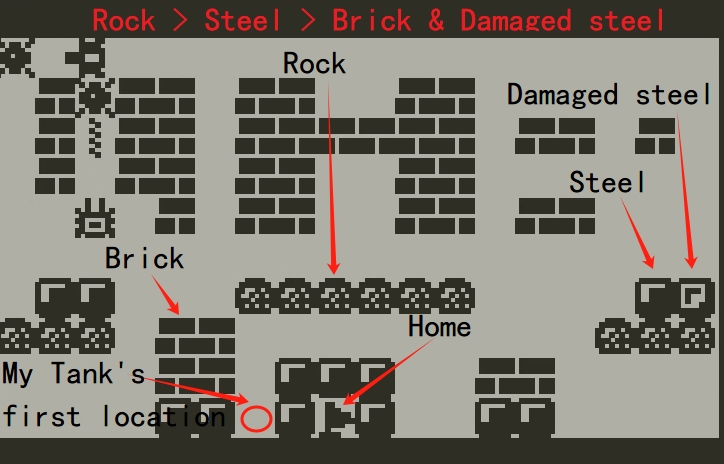 Rock > Steel > Brick & Damaged steel
Rock
Damaged steel
Steel
Brick
Home
My Tank's
first location